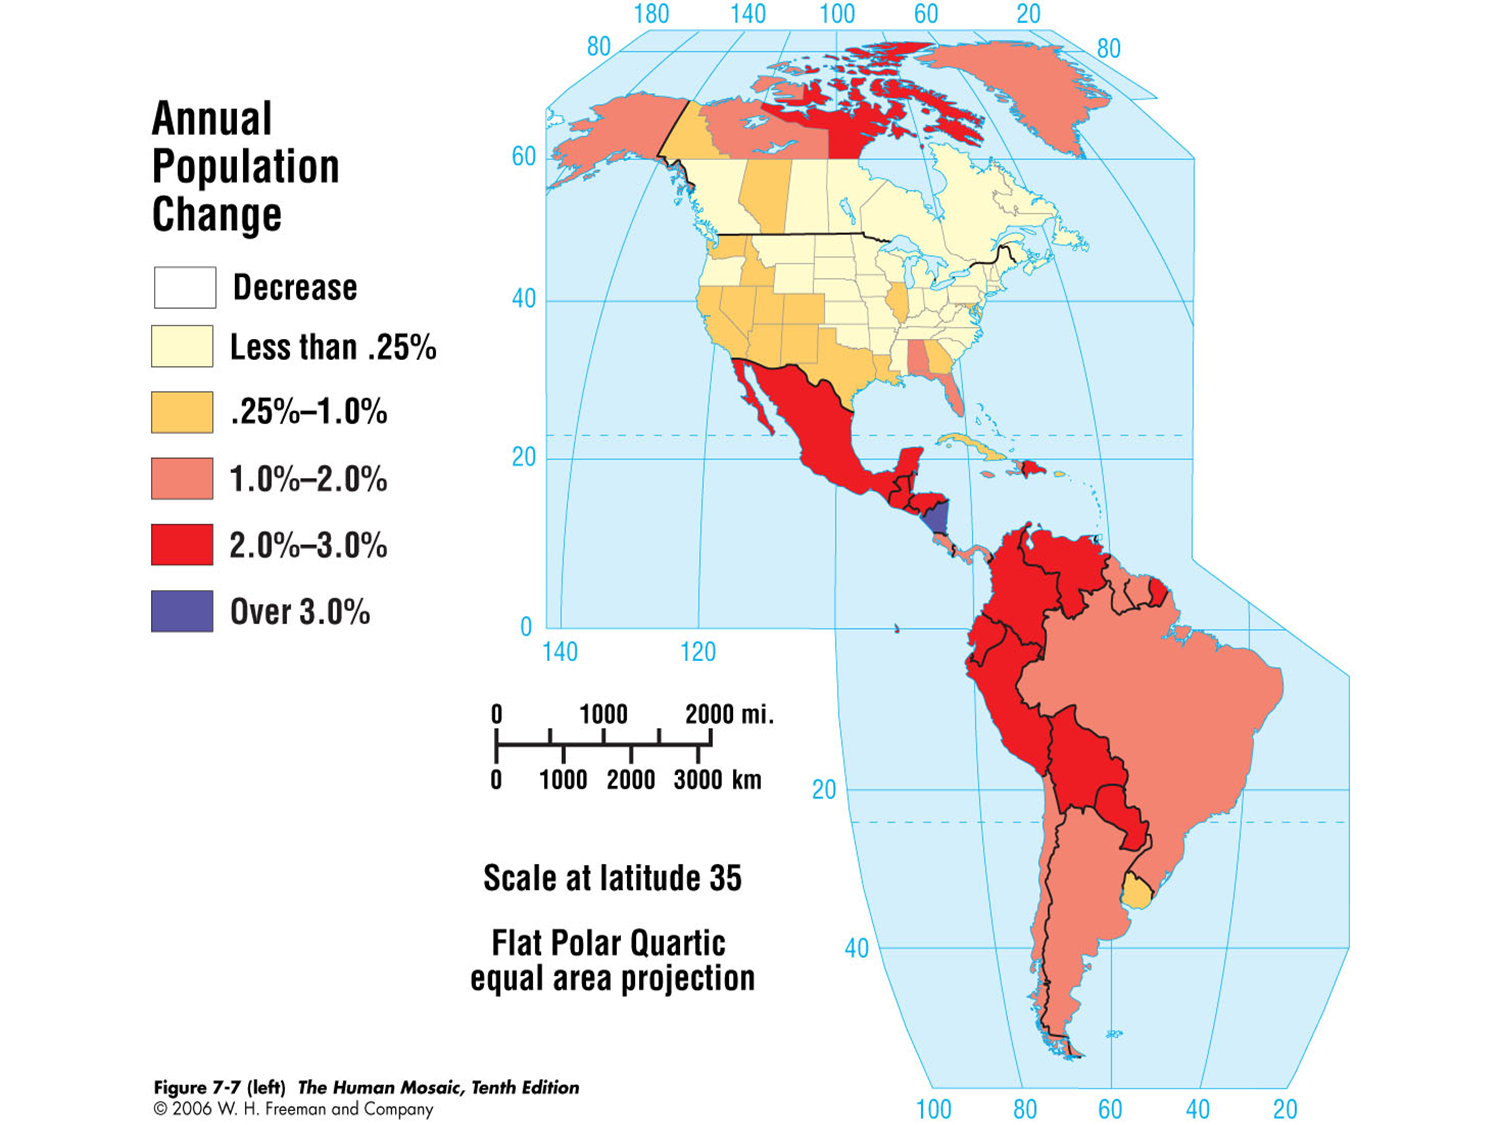 180 140 100 60 20
80 80
Annual
Population
Change
60
Decrease
40
Less than .25%
.25%–1.0%
20
1.0%–2.0%
2.0%–3.0%
Over 3.0%
0
140 120
0 1000 2000 mi.
0 1000 2000 3000 km
20
Scale at latitude 35
Flat Polar Quartic
equal area projection
40
Figure 7-7 (left) The Human Mosaic, Tenth Edition
© 2006 W. H. Freeman and Company
100 80 60 40 20